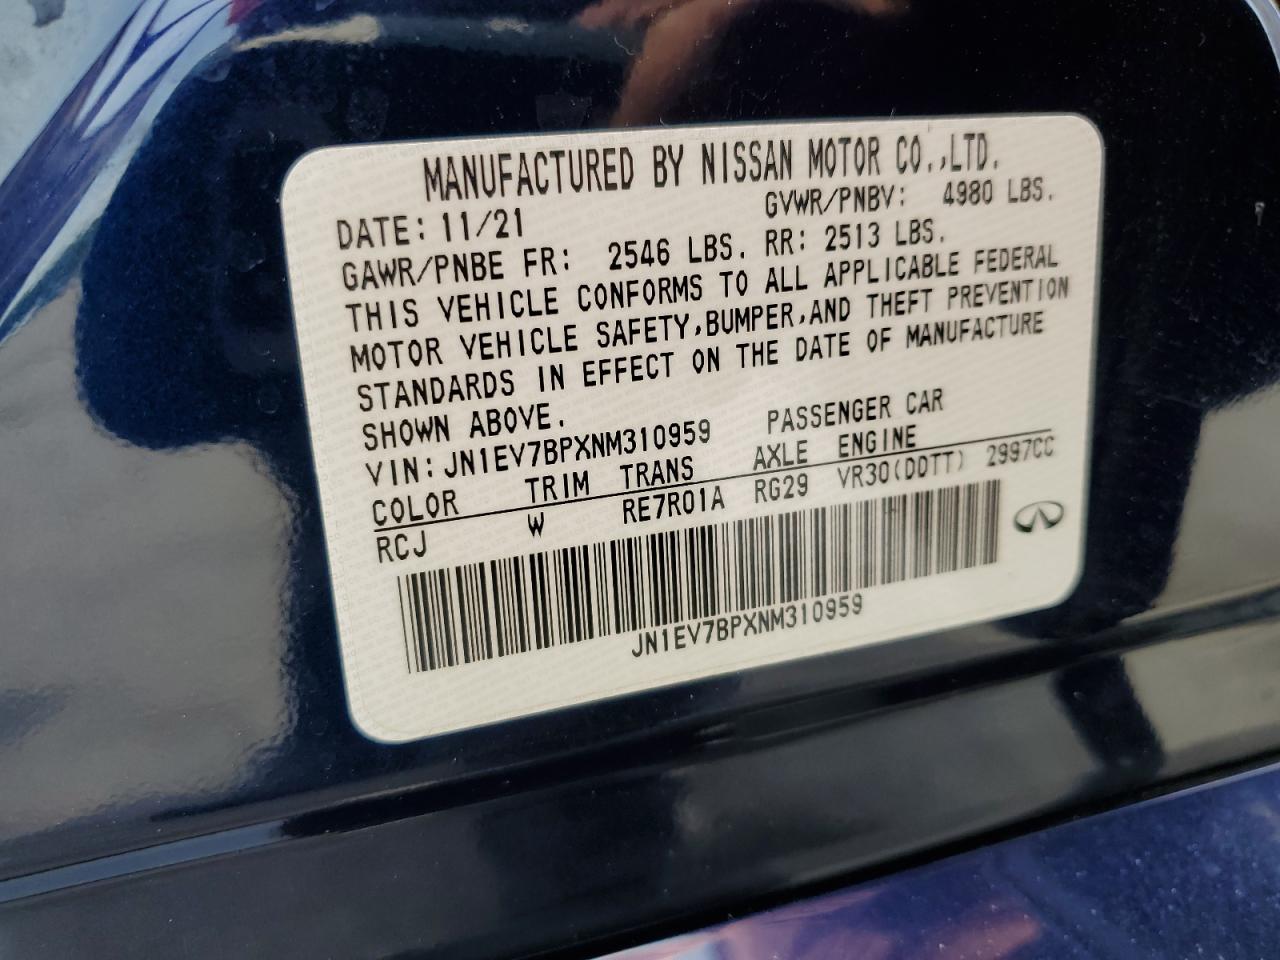 MANUFACTURED BY NISSAN MOTOR CO.,LTD.
DATE: 11/21 GVWR/PNBV: 4980 LBS.
GAWR/PNBE FR: 2546 LBS. RR: 2513 LBS.
THIS VEHICLE CONFORMS TO ALL APPLICABLE FEDERAL
MOTOR VEHICLE SAFETY,BUMPER,AND THEFT PREVENTION
STANDARDS IN EFFECT ON THE DATE OF MANUFACTURE
SHOWN ABOVE.
VIN: JN1EV7BPXNM310959 PASSENGER CAR
COLOR TRIM TRANS AXLE ENGINE
RCJ W RE7R01A RG29 VR30(DDTT) 2997CC
JN1EV7BPXNM310959